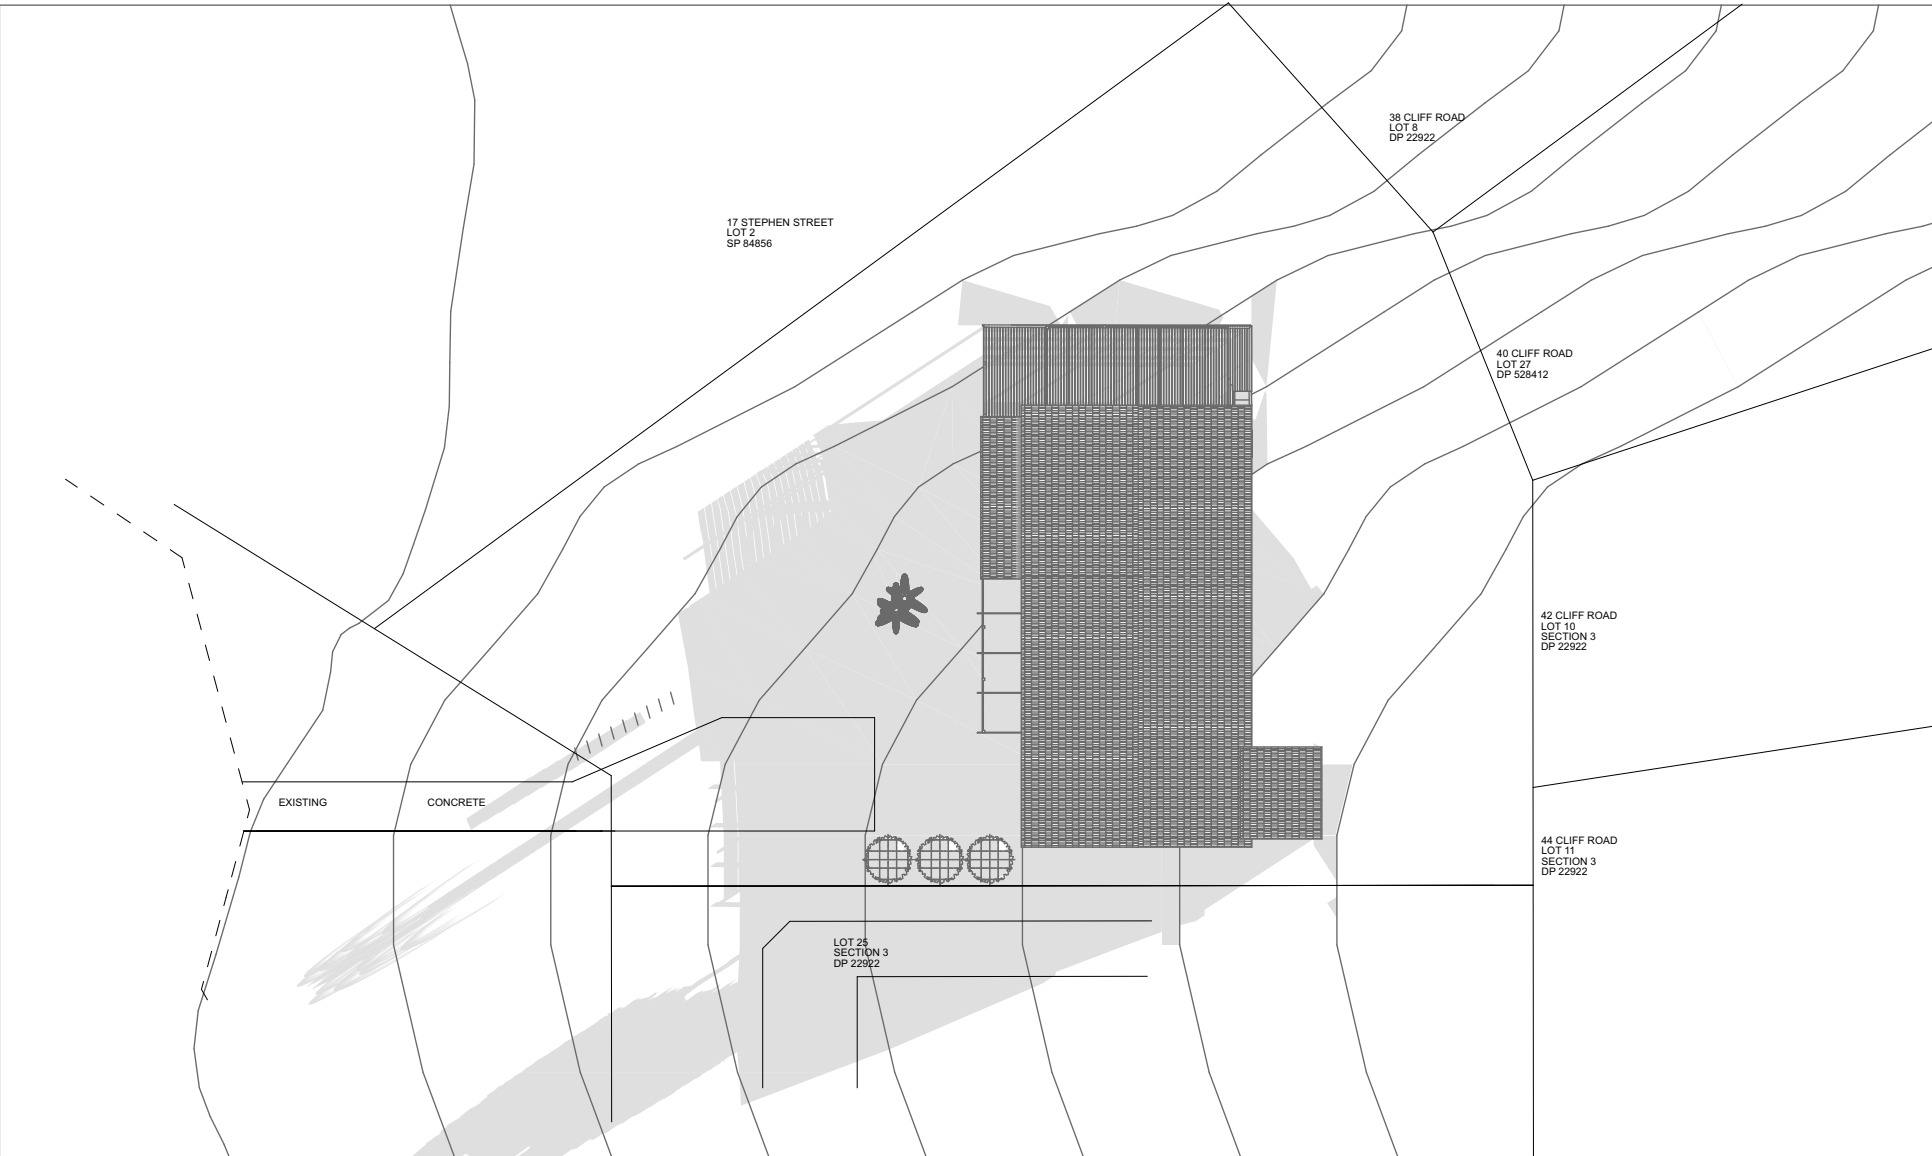 38 CLIFF ROAD
LOT 8
DP 22922
17 STEPHEN STREET
LOT 2
SP 84856
40 CLIFF ROAD
LOT 27
DP 528412
42 CLIFF ROAD
LOT 10
SECTION 3
DP 22922
EXISTING CONCRETE
44 CLIFF ROAD
LOT 11
SECTION 3
DP 22922
LOT 25
SECTION 3
DP 22922